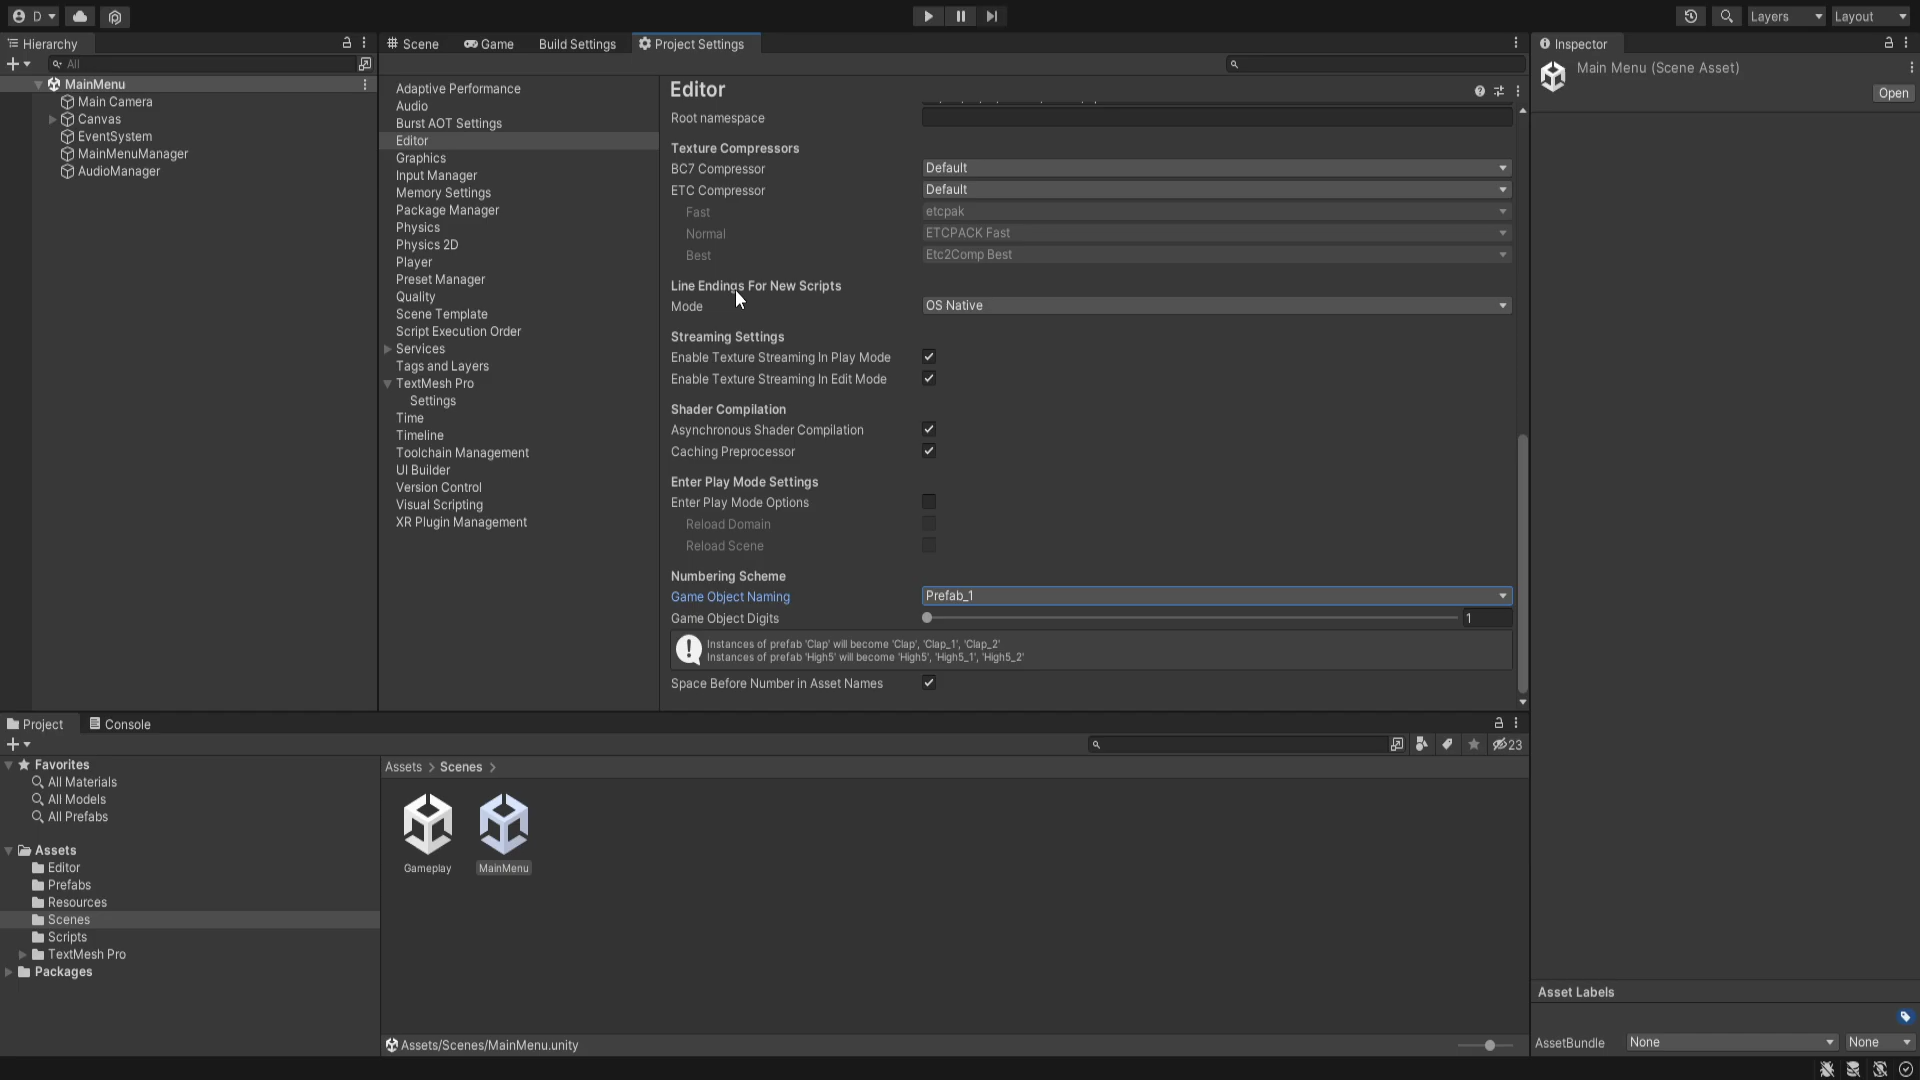 D
Layers
Layout
Hierarchy
All
MainMenu
Main Camera
Canvas
EventSystem
MainMenuManager
AudioManager
Scene
Game
Build Settings
Project Settings
Adaptive Performance
Audio
Burst AOT Settings
Editor
Graphics
Input Manager
Memory Settings
Package Manager
Physics
Physics 2D
Player
Preset Manager
Quality
Scene Template
Script Execution Order
Services
Tags and Layers
TextMesh Pro
Settings
Time
Timeline
Toolchain Management
UI Builder
Version Control
Visual Scripting
XR Plugin Management
Editor
Root namespace
Texture Compressors
BC7 Compressor Default
ETC Compressor Default
Fast etcpak
Normal ETCPACK Fast
Best Etc2Comp Best
Line Endings For New Scripts
Mode OS Native
Streaming Settings
Enable Texture Streaming In Play Mode
Enable Texture Streaming In Edit Mode
Shader Compilation
Asynchronous Shader Compilation
Caching Preprocessor
Enter Play Mode Settings
Enter Play Mode Options
Reload Domain
Reload Scene
Numbering Scheme
Game Object Naming Prefab_1
Game Object Digits 1
Instances of prefab 'Clap' will become 'Clap', 'Clap_1', 'Clap_2'
Instances of prefab 'High5' will become 'High5', 'High5_1', 'High5_2'
Space Before Number in Asset Names
Inspector
Main Menu (Scene Asset)
Open
Project
Console
23
Favorites
All Materials
All Models
All Prefabs
Assets
Editor
Prefabs
Resources
Scenes
Scripts
TextMesh Pro
Packages
Assets > Scenes >
Gameplay
MainMenu
Assets/Scenes/MainMenu.unity
Asset Labels
AssetBundle None None